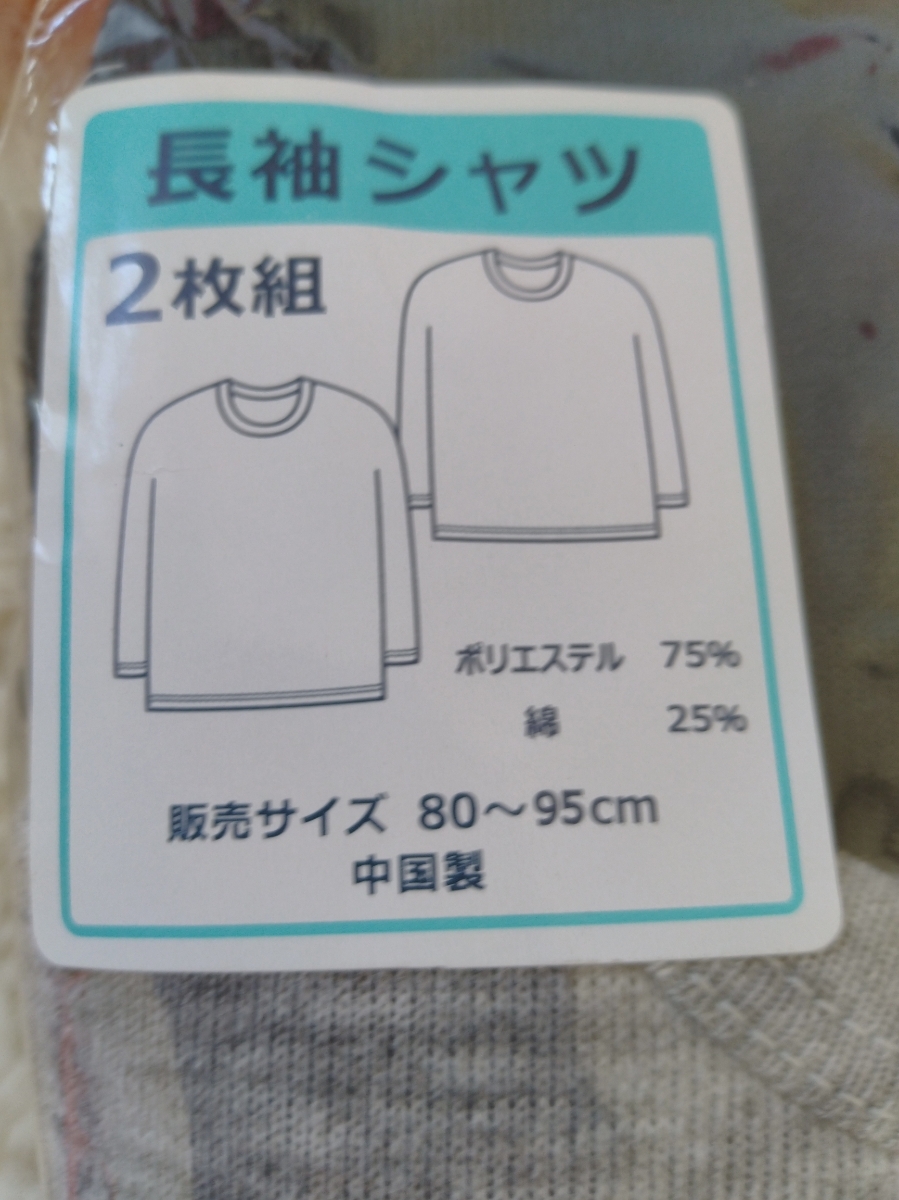 長袖シャツ
2枚組
ポリエステル 75%
綿 25%
販売サイズ 80〜95cm
中国製